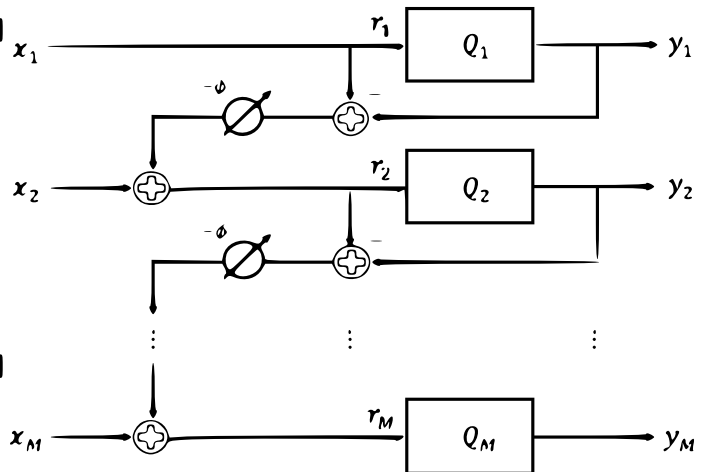 x₁ r₁ Q₁ y₁
−ϕ −
x₂ r₂ Q₂ y₂
−ϕ −
⋮ ⋮ ⋮
x_M r_M Q_M y_M